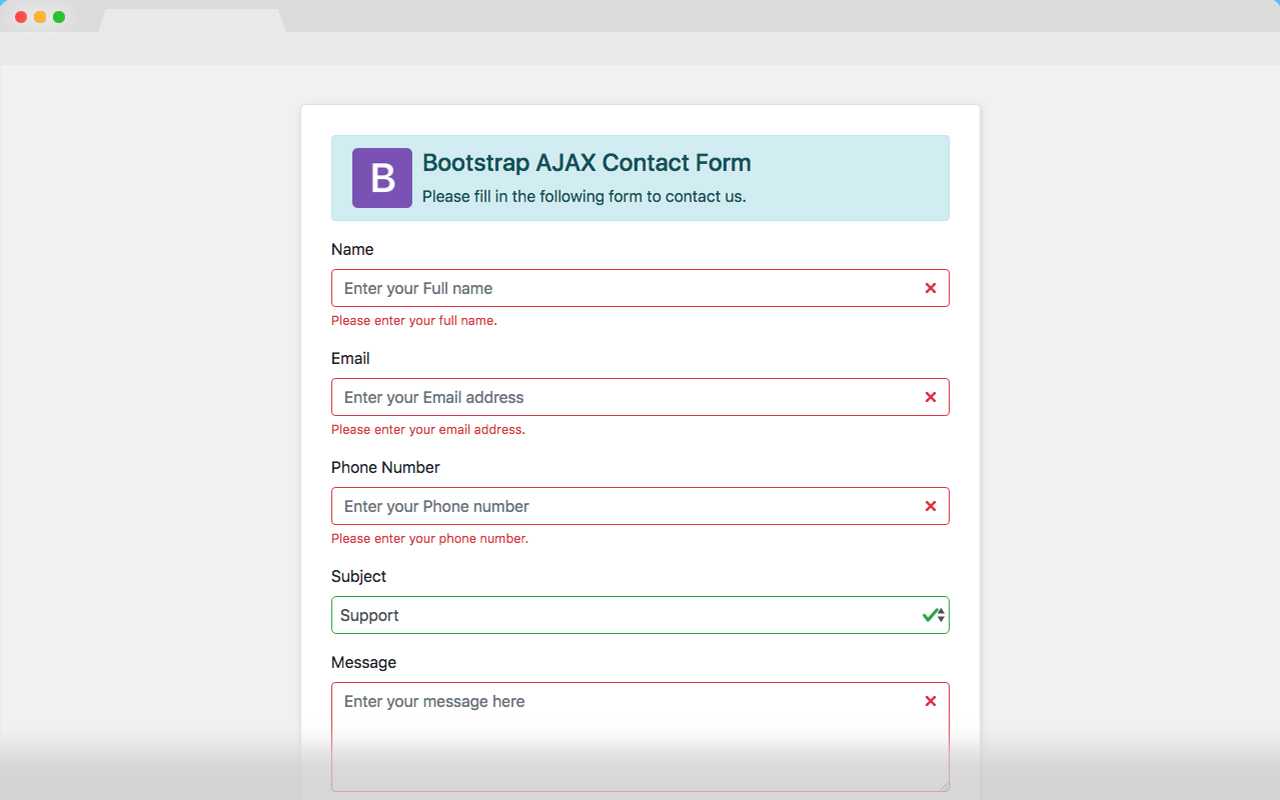 B
Bootstrap AJAX Contact Form
Please fill in the following form to contact us.
Name
Enter your Full name
Please enter your full name.
Email
Enter your Email address
Please enter your email address.
Phone Number
Enter your Phone number
Please enter your phone number.
Subject
Support
Message
Enter your message here